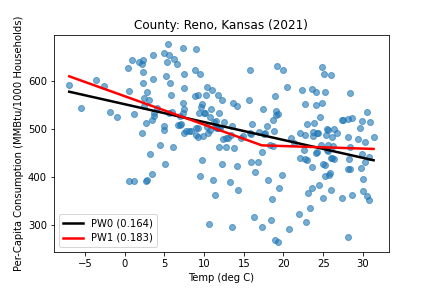 County: Reno, Kansas (2021)
Per-Capita Consumption (MMBtu/1000 Households)
600
500
400
300
PW0 (0.164)
PW1 (0.183)
−5 0 5 10 15 20 25 30
Temp (deg C)